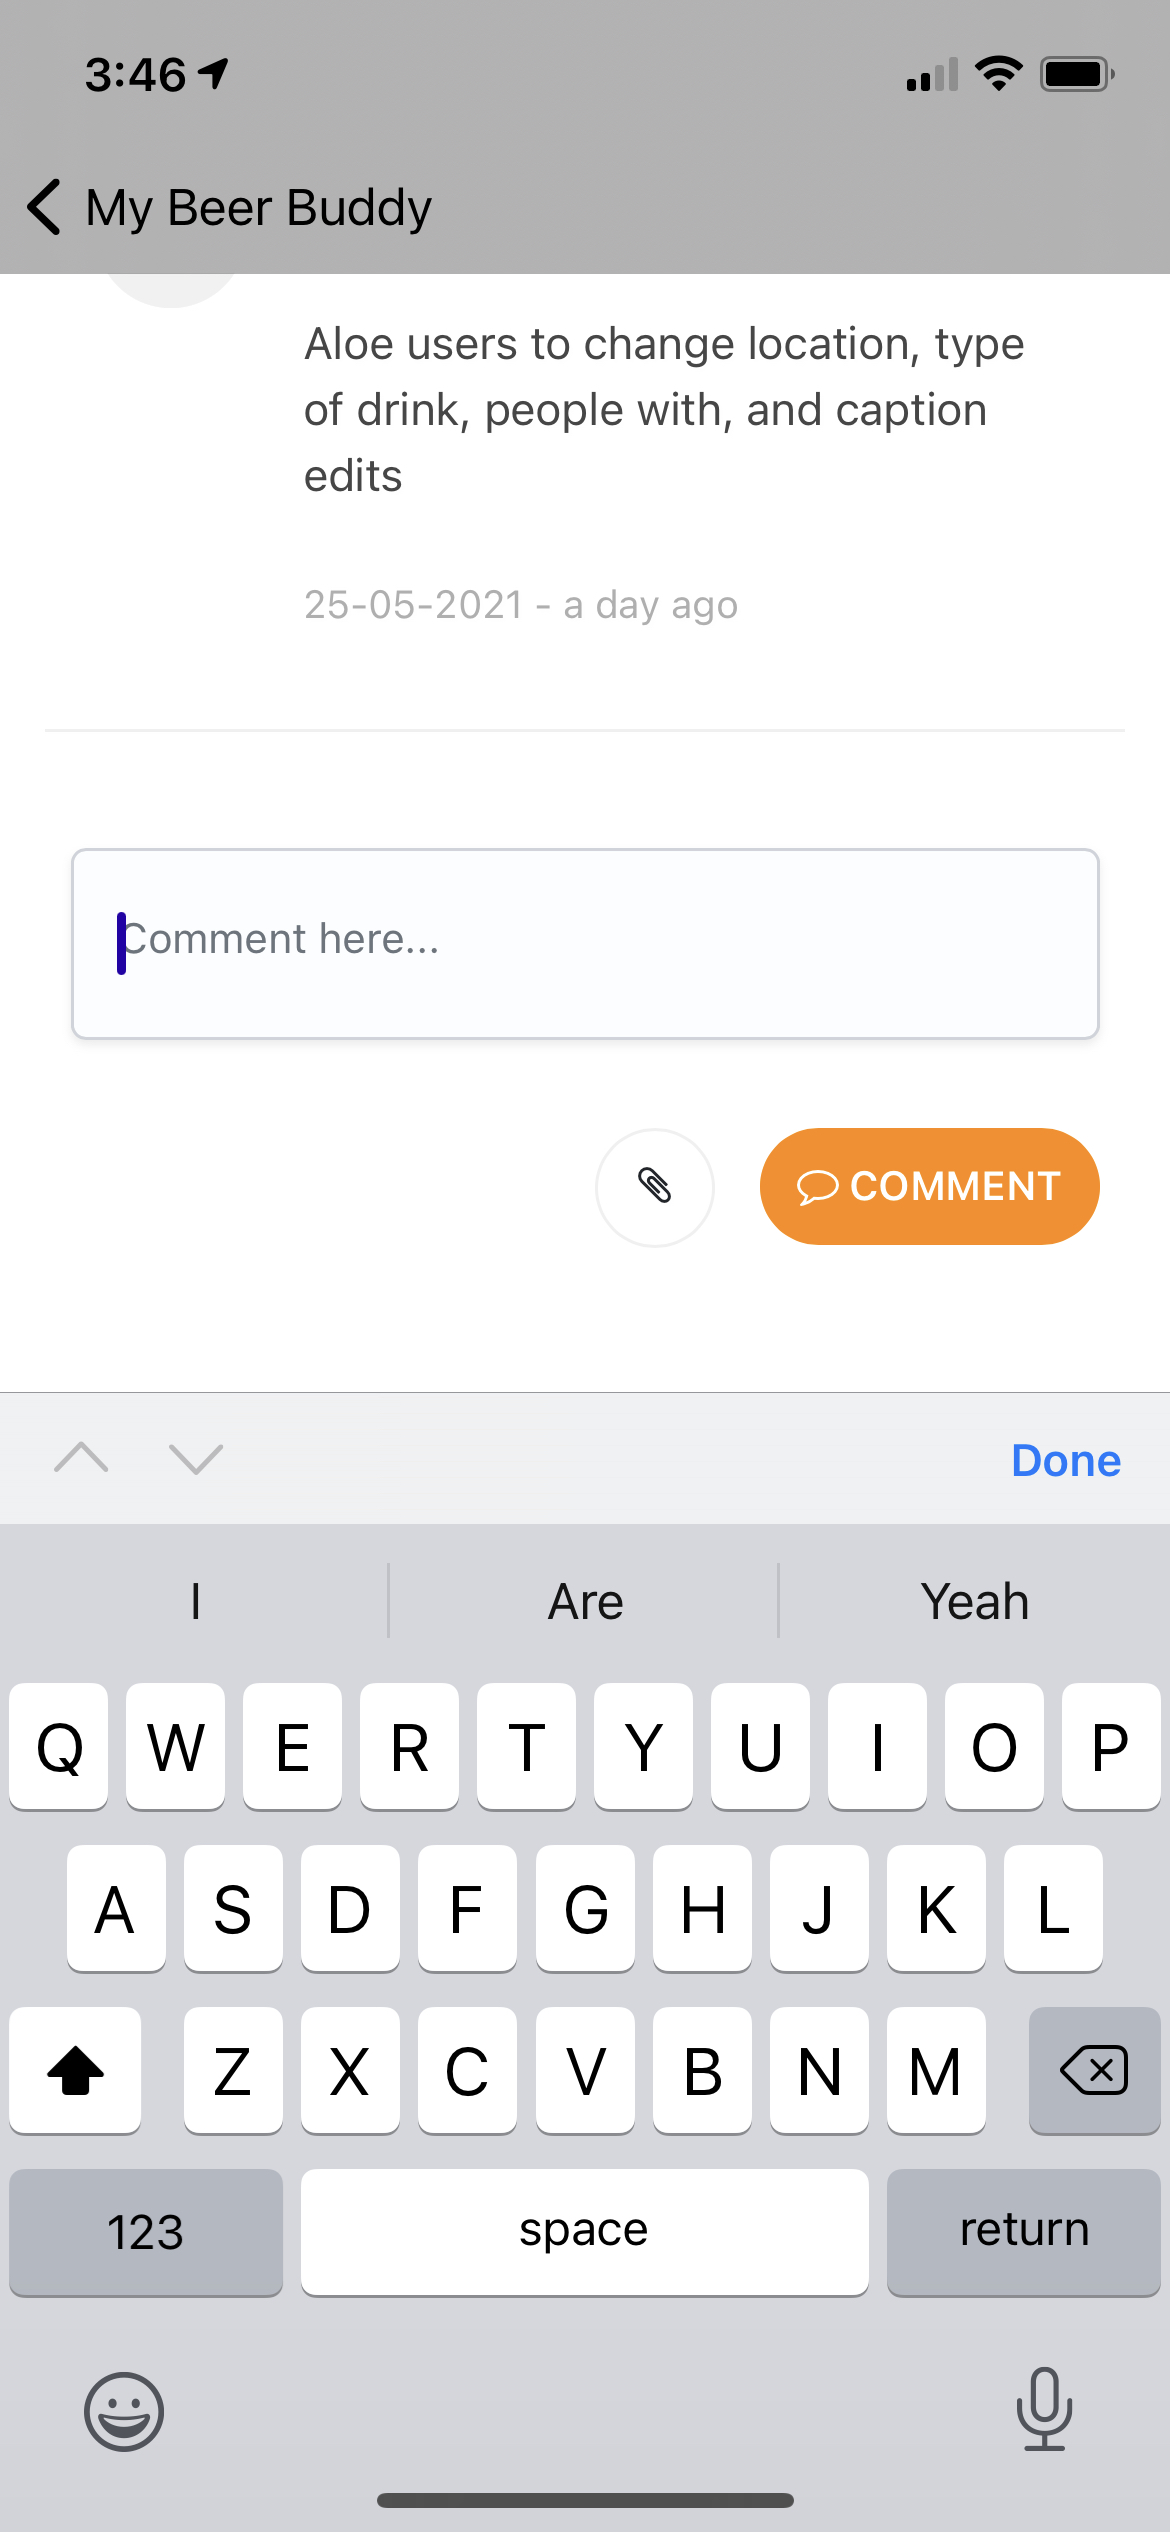 3:46
My Beer Buddy
Aloe users to change location, type
of drink, people with, and caption
edits
25-05-2021 - a day ago
Comment here...
COMMENT
Done
I Are Yeah
Q W E R T Y U I O P
A S D F G H J K L
Z X C V B N M
123 space return